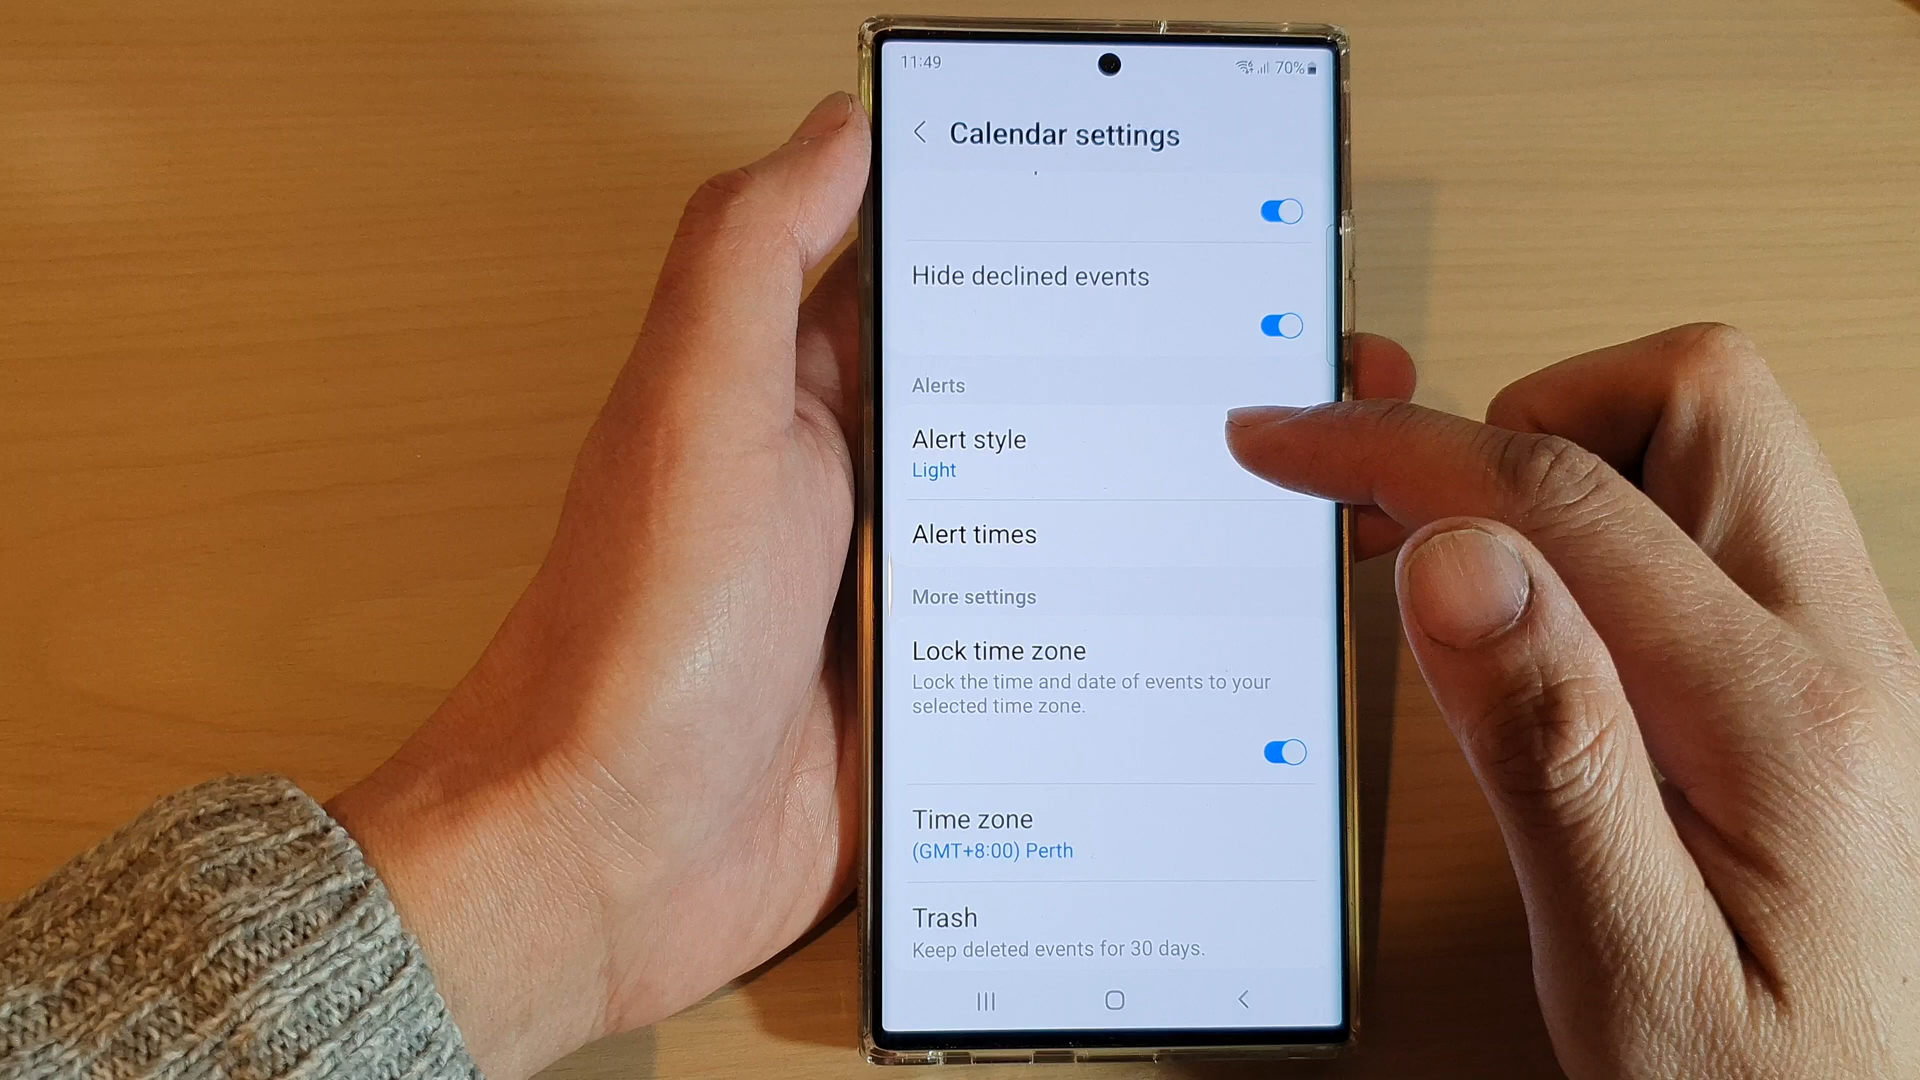 11:49
70%
Calendar settings
Hide declined events
Alerts
Alert style
Light
Alert times
More settings
Lock time zone
Lock the time and date of events to your
selected time zone.
Time zone
(GMT+8:00) Perth
Trash
Keep deleted events for 30 days.